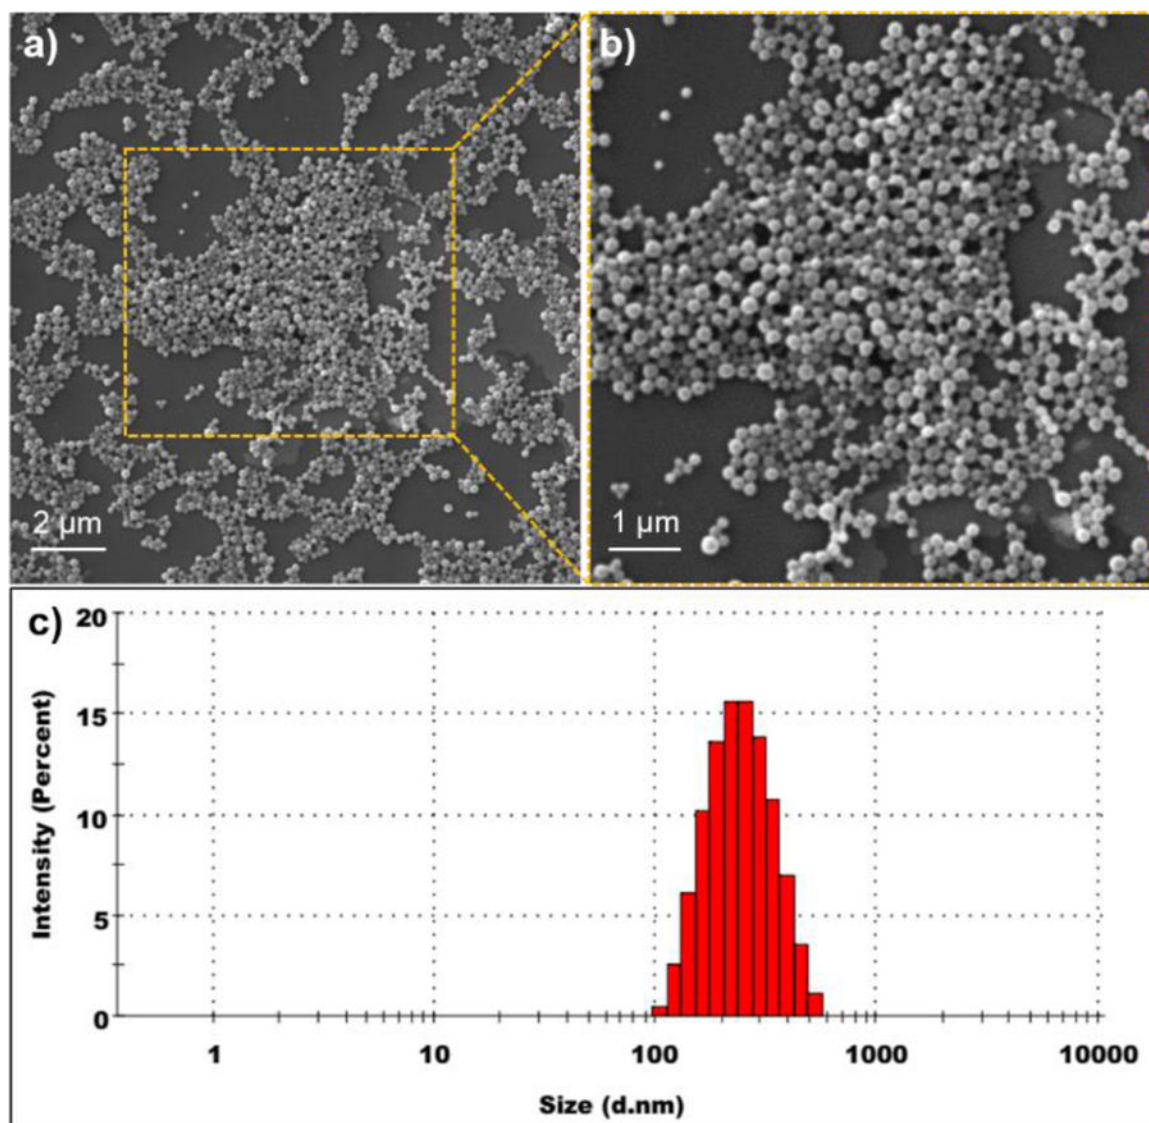 a)
b)
2 μm
1 μm
c)
20
15
10
5
0
Intensity (Percent)
1 10 100 1000 10000
Size (d.nm)